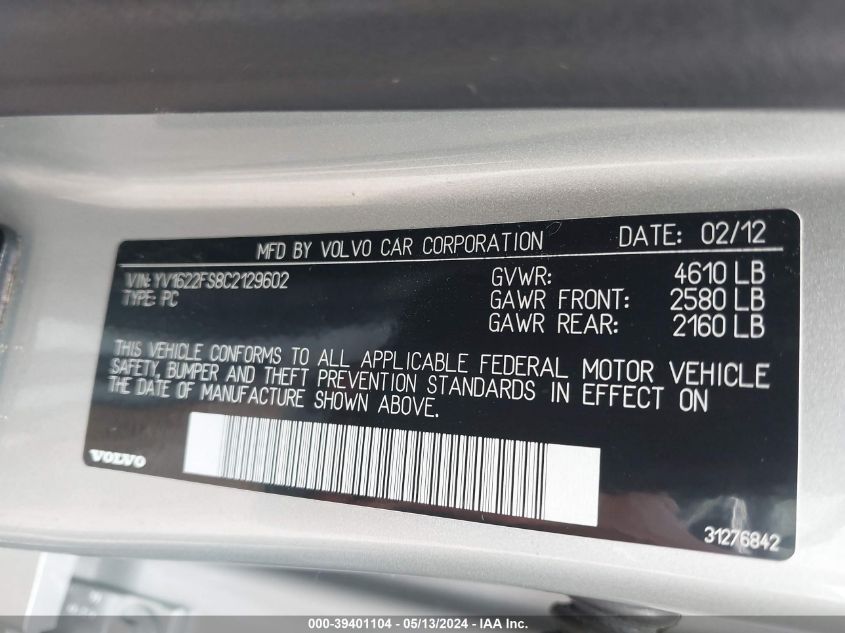 MFD BY VOLVO CAR CORPORATION DATE: 02/12
VIN: YV1622FS8C2129602 GVWR: 4610 LB
TYPE: PC GAWR FRONT: 2580 LB
GAWR REAR: 2160 LB
THIS VEHICLE CONFORMS TO ALL APPLICABLE FEDERAL MOTOR VEHICLE
SAFETY, BUMPER AND THEFT PREVENTION STANDARDS IN EFFECT ON
THE DATE OF MANUFACTURE SHOWN ABOVE.
VOLVO
31276842
000-39401104 - 05/13/2024 - IAA Inc.